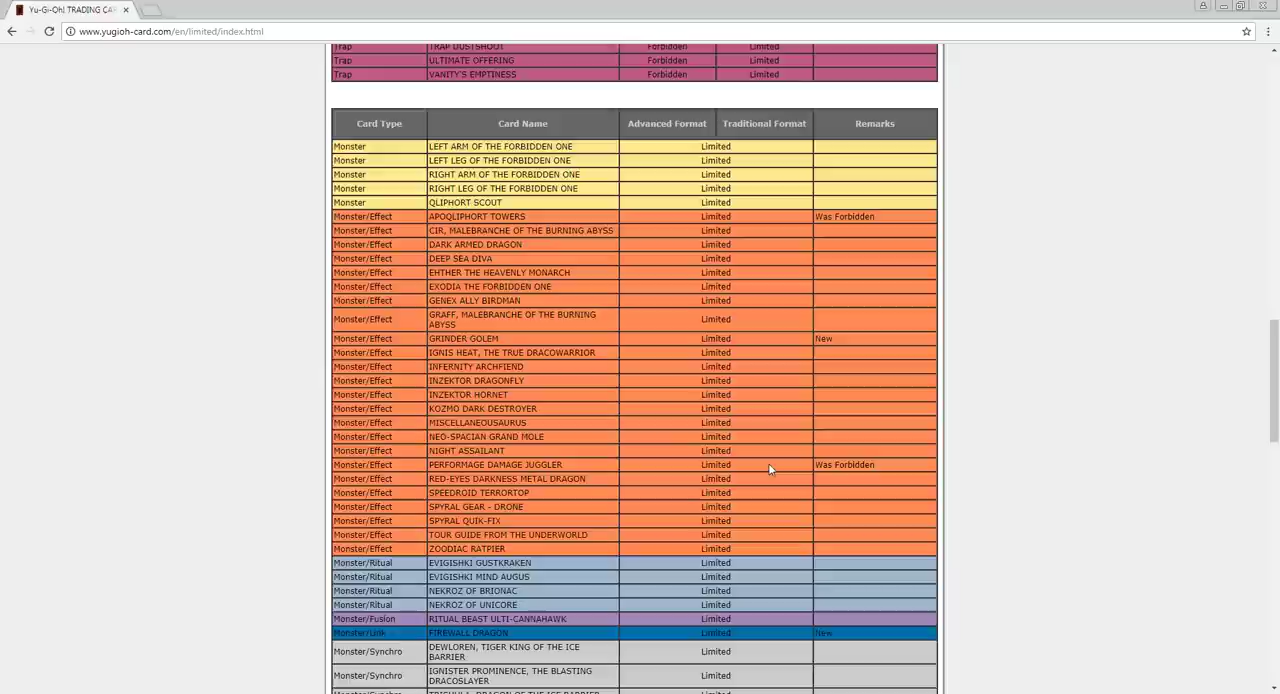 Yu-Gi-Oh! TRADING CA
www.yugioh-card.com/en/limited/index.html
Trap TRAP DUSTSHOOT Forbidden Limited
Trap ULTIMATE OFFERING Forbidden Limited
Trap VANITY'S EMPTINESS Forbidden Limited
Card Type Card Name Advanced Format Traditional Format Remarks
Monster LEFT ARM OF THE FORBIDDEN ONE Limited
Monster LEFT LEG OF THE FORBIDDEN ONE Limited
Monster RIGHT ARM OF THE FORBIDDEN ONE Limited
Monster RIGHT LEG OF THE FORBIDDEN ONE Limited
Monster QLIPHORT SCOUT Limited
Monster/Effect APOQLIPHORT TOWERS Limited Was Forbidden
Monster/Effect CIR, MALEBRANCHE OF THE BURNING ABYSS Limited
Monster/Effect DARK ARMED DRAGON Limited
Monster/Effect DEEP SEA DIVA Limited
Monster/Effect EHTHER THE HEAVENLY MONARCH Limited
Monster/Effect EXODIA THE FORBIDDEN ONE Limited
Monster/Effect GENEX ALLY BIRDMAN Limited
Monster/Effect GRAFF, MALEBRANCHE OF THE BURNING Limited
ABYSS
Monster/Effect GRINDER GOLEM Limited New
Monster/Effect IGNIS HEAT, THE TRUE DRACOWARRIOR Limited
Monster/Effect INFERNITY ARCHFIEND Limited
Monster/Effect INZEKTOR DRAGONFLY Limited
Monster/Effect INZEKTOR HORNET Limited
Monster/Effect KOZMO DARK DESTROYER Limited
Monster/Effect MISCELLANEOUSAURUS Limited
Monster/Effect NEO-SPACIAN GRAND MOLE Limited
Monster/Effect NIGHT ASSAILANT Limited
Monster/Effect PERFORMAGE DAMAGE JUGGLER Limited Was Forbidden
Monster/Effect RED-EYES DARKNESS METAL DRAGON Limited
Monster/Effect SPEEDROID TERRORTOP Limited
Monster/Effect SPYRAL GEAR - DRONE Limited
Monster/Effect SPYRAL QUIK-FIX Limited
Monster/Effect TOUR GUIDE FROM THE UNDERWORLD Limited
Monster/Effect ZOODIAC RATPIER Limited
Monster/Ritual EVIGISHKI GUSTKRAKEN Limited
Monster/Ritual EVIGISHKI MIND AUGUS Limited
Monster/Ritual NEKROZ OF BRIONAC Limited
Monster/Ritual NEKROZ OF UNICORE Limited
Monster/Fusion RITUAL BEAST ULTI-CANNAHAWK Limited
Monster/Link FIREWALL DRAGON Limited New
Monster/Synchro DEWLOREN, TIGER KING OF THE ICE Limited
BARRIER
Monster/Synchro IGNISTER PROMINENCE, THE BLASTING Limited
DRACOSLAYER
Monster/Synchro TRISHULA, DRAGON OF THE ICE BARRIER Limited